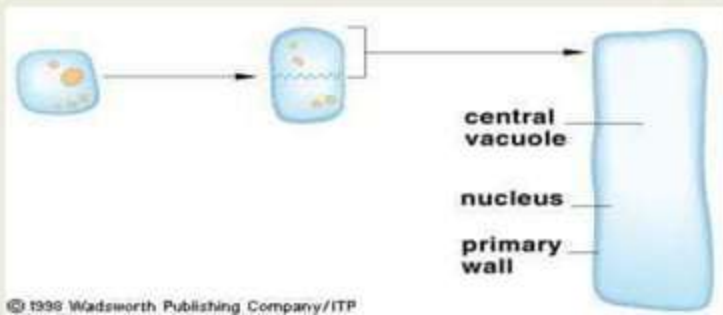 central
vacuole
nucleus
primary
wall
© 1998 Wadsworth Publishing Company/ITP